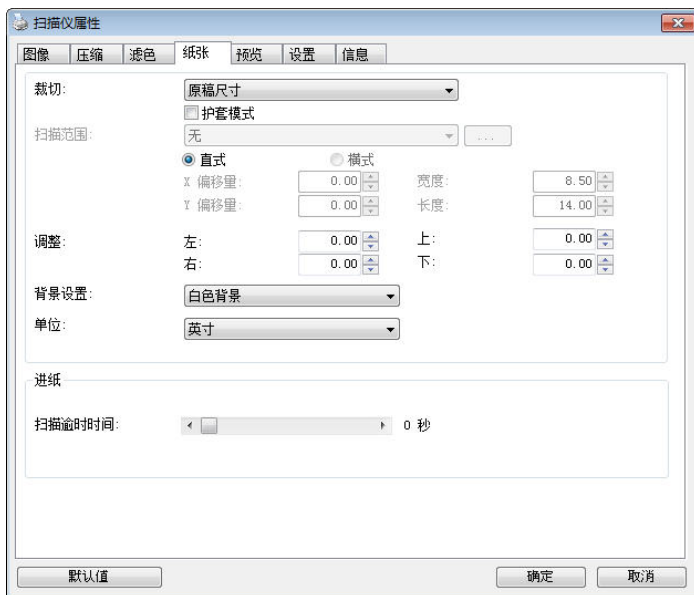 扫描仪属性
图像 压缩 滤色 纸张 预览 设置 信息
裁切: 原稿尺寸
护套模式
扫描范围: 无 ...
直式 横式
X 偏移量: 0.00 宽度: 8.50
Y 偏移量: 0.00 长度: 14.00
调整: 左: 0.00 上: 0.00
右: 0.00 下: 0.00
背景设置: 白色背景
单位: 英寸
进纸
扫描逾时时间: 0 秒
默认值 确定 取消